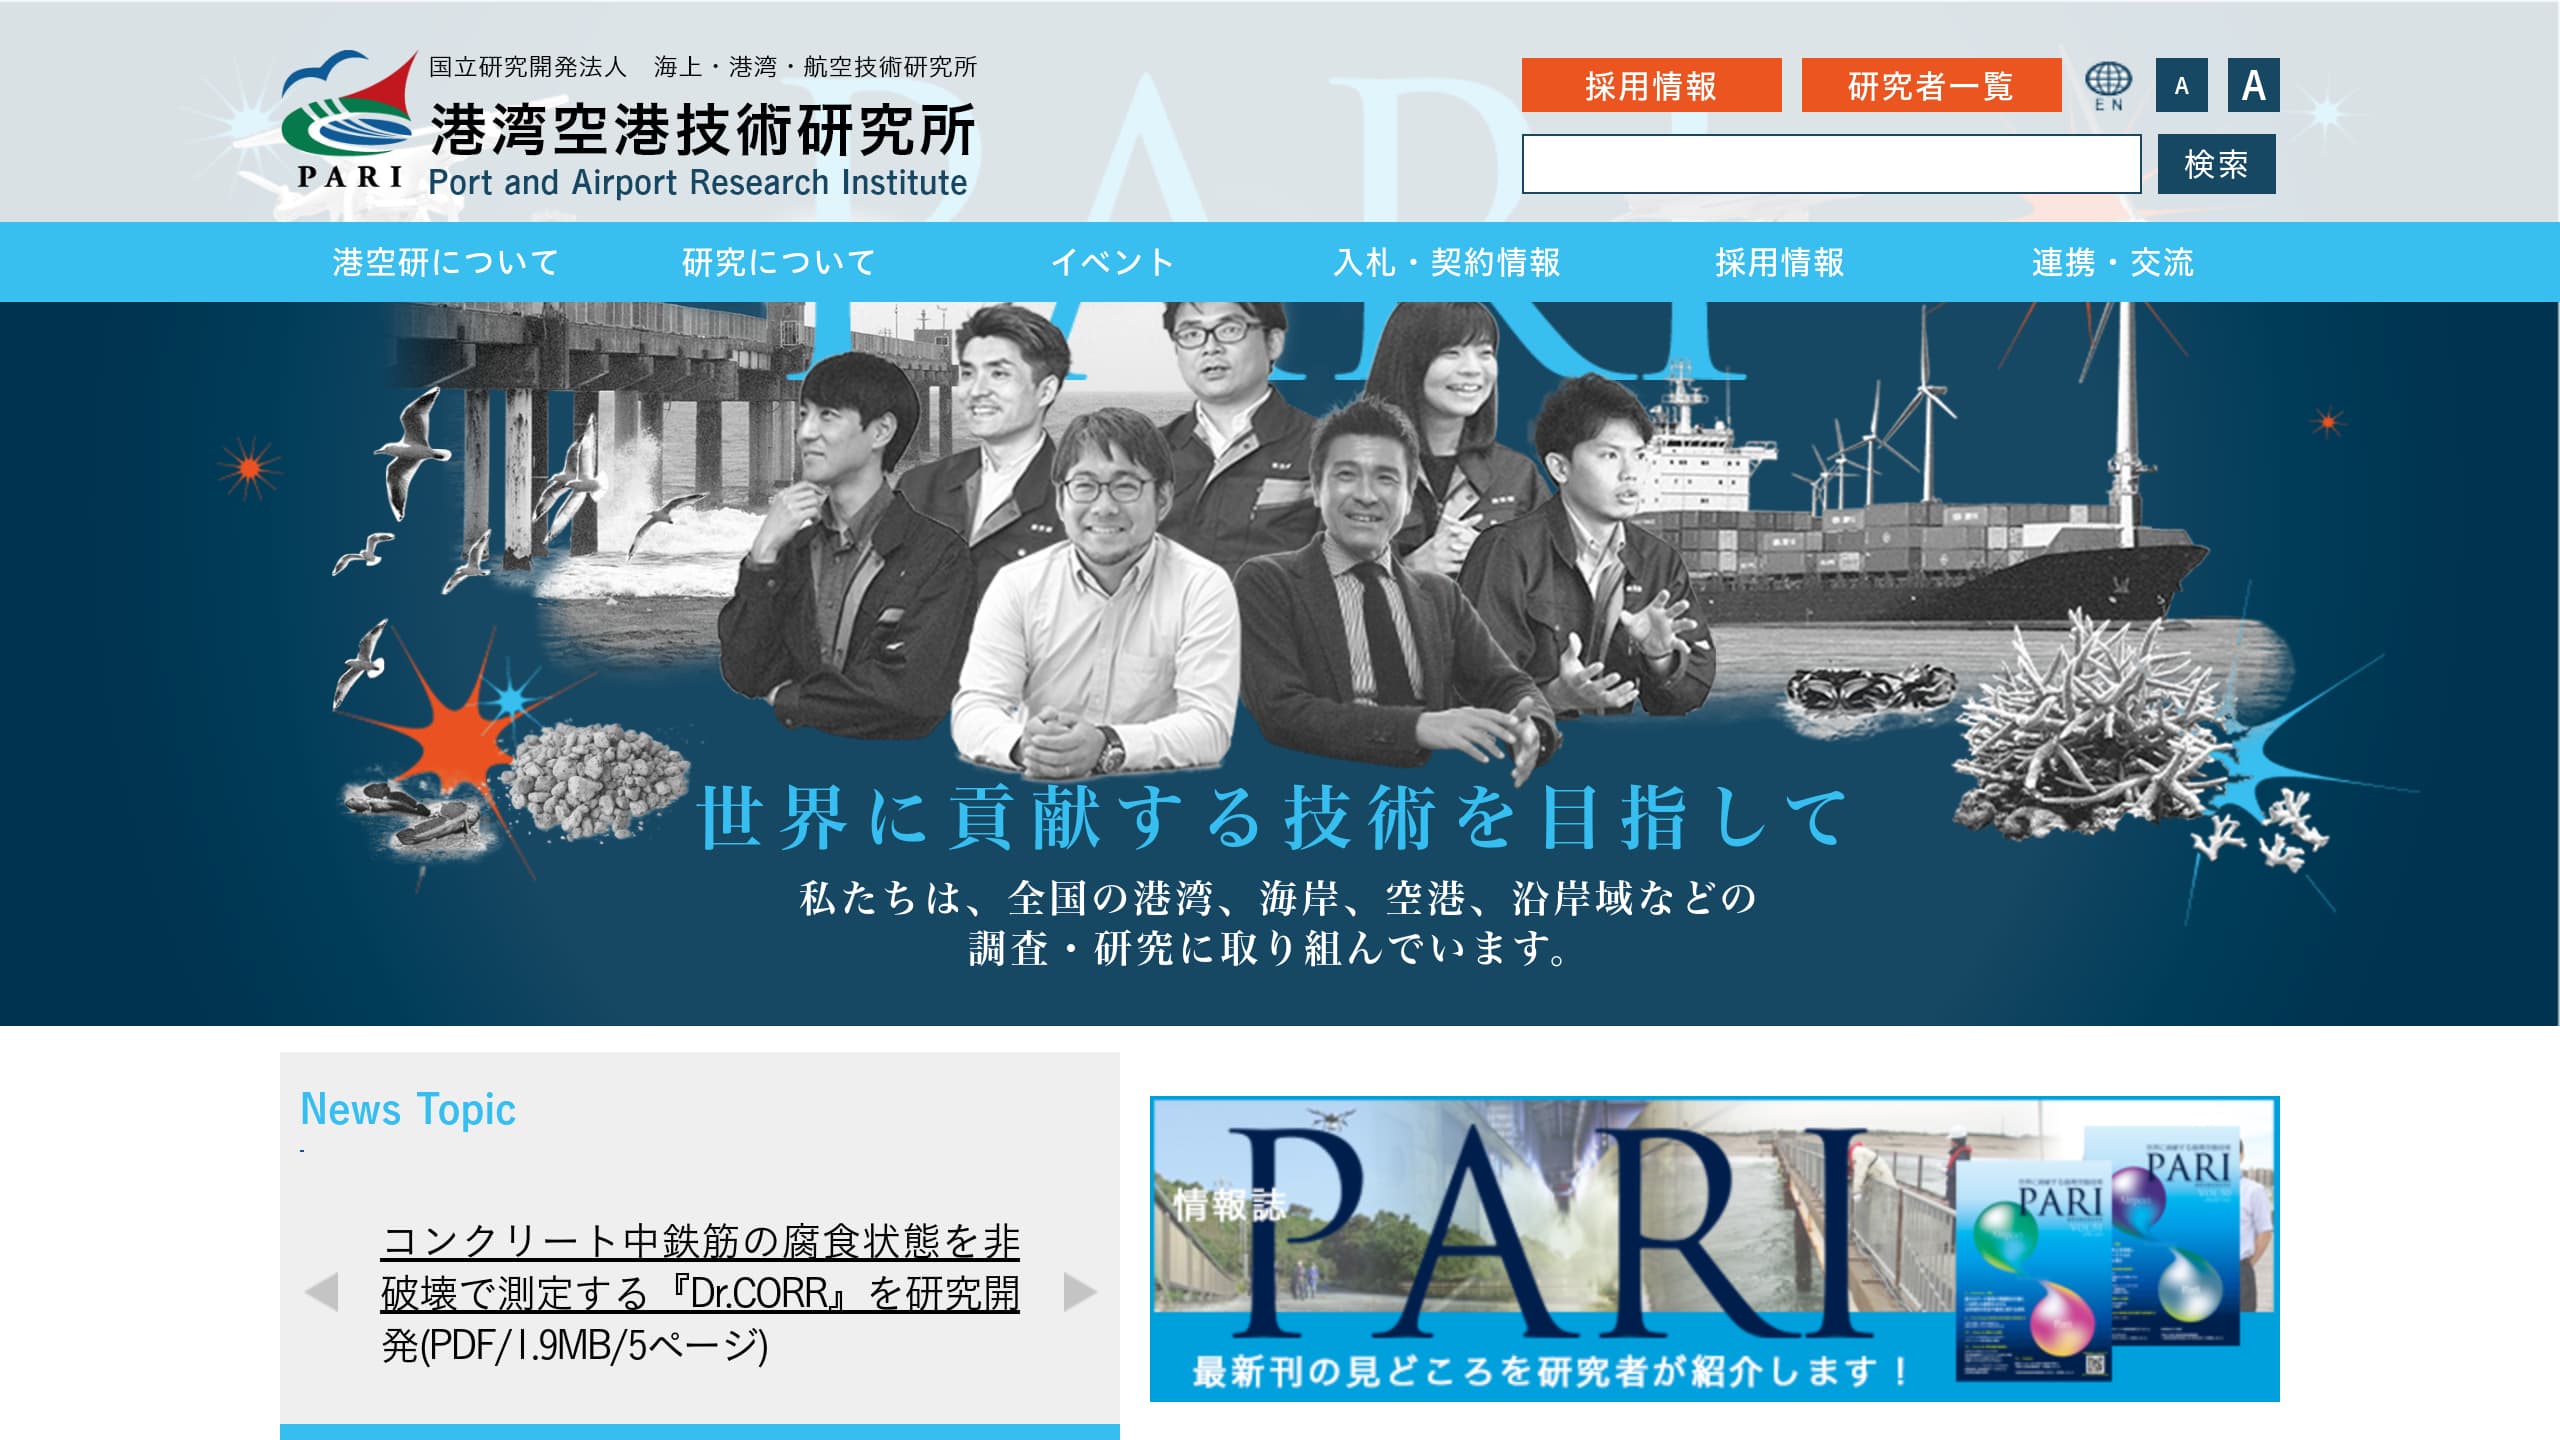 国立研究開発法人　海上・港湾・航空技術研究所
港湾空港技術研究所
Port and Airport Research Institute
PARI
採用情報
研究者一覧
EN
A
A
検索
港空研について
研究について
イベント
入札・契約情報
採用情報
連携・交流
PARI
世界に貢献する技術を目指して
私たちは、全国の港湾、海岸、空港、沿岸域などの
調査・研究に取り組んでいます。
News Topic
コンクリート中鉄筋の腐食状態を非
破壊で測定する『Dr.CORR』を研究開
発(PDF/1.9MB/5ページ)
情報誌
PARI
PARI
PARI
最新刊の見どころを研究者が紹介します！